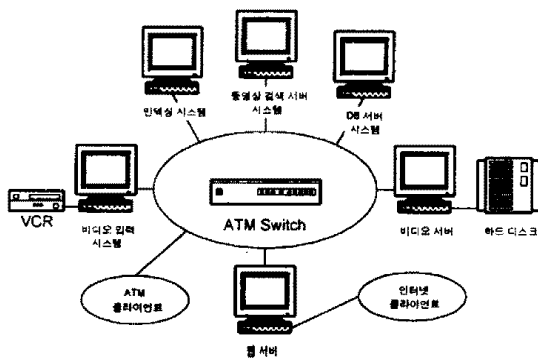 인덱싱 시스템
동영상 검색 서버
시스템
DB 서버
시스템
VCR
비디오 입력
시스템
ATM Switch
비디오 서버
하드 디스크
ATM
클라이언트
인터넷
클라이언트
웹 서버